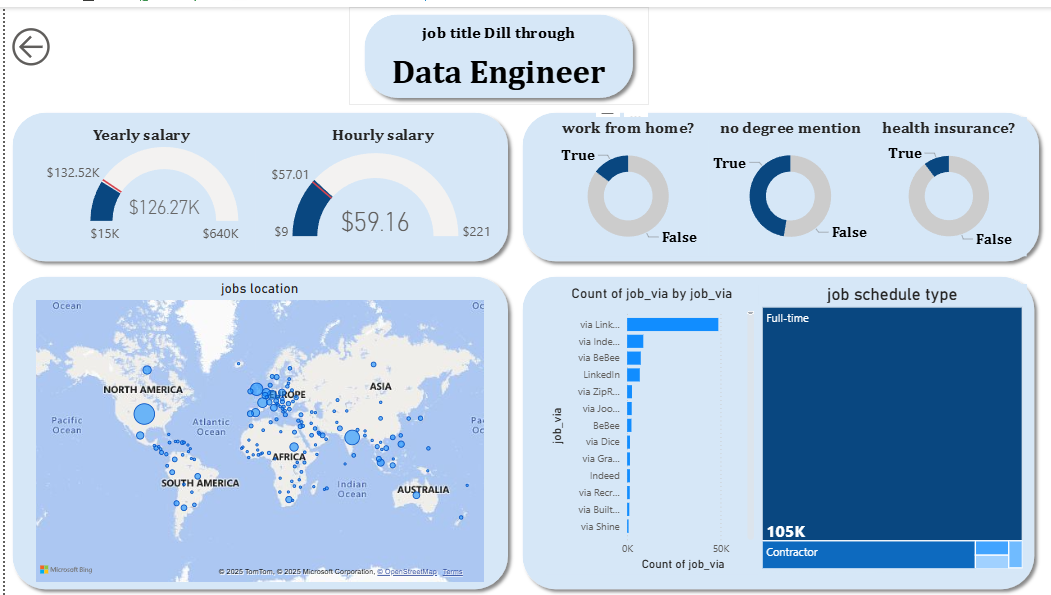 job title Dill through
Data Engineer
Yearly salary
$132.52K
$126.27K
$15K
$640K
Hourly salary
$57.01
$59.16
$9
$221
work from home?
True
False
no degree mention
True
False
health insurance?
True
False
jobs location
Ocean
Oc
NORTH AMERICA
EUROPE
ASIA
Pacific
Ocean
Atlantic
Ocean
Pac
Oc
AFRICA
SOUTH AMERICA
Indian
Ocean
AUSTRALIA
Microsoft Bing
© 2025 TomTom, © 2025 Microsoft Corporation, © OpenStreetMap Terms
Count of job_via by job_via
job_via
via Link...
via Inde...
via BeBee
LinkedIn
via ZipR...
via Joo...
BeBee
via Dice
via Gra...
Indeed
via Recr...
via Built...
via Shine
0K
50K
Count of job_via
job schedule type
Full-time
105K
Contractor